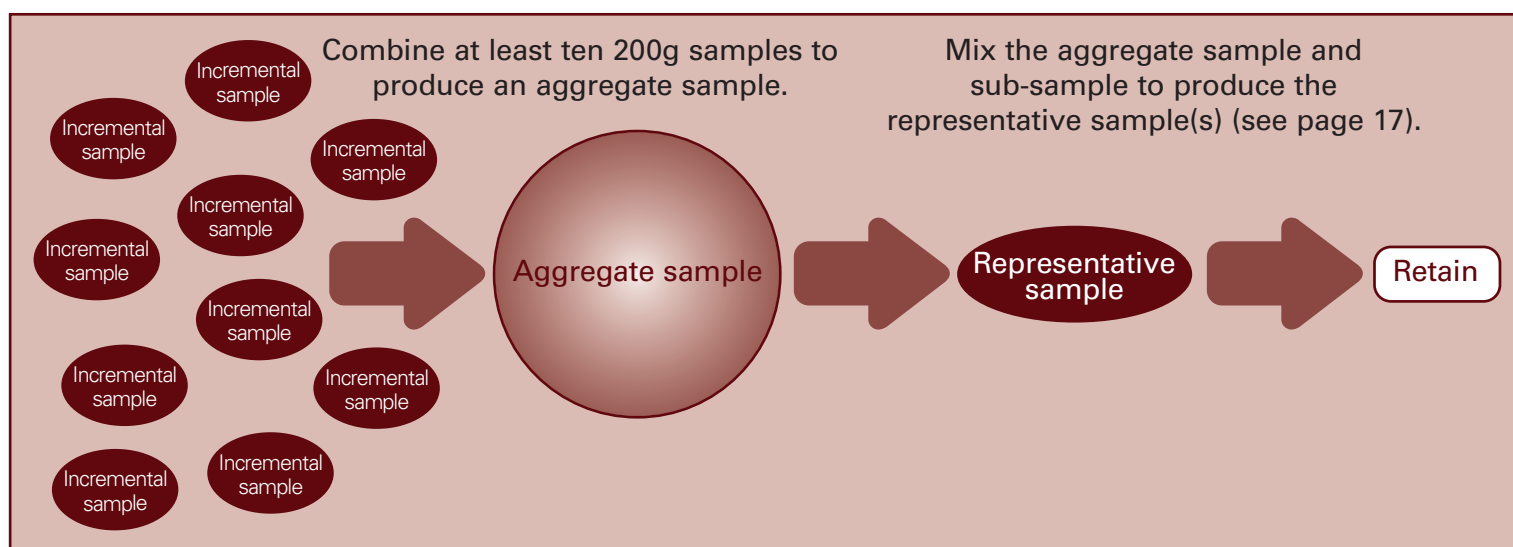 Combine at least ten 200g samples to
produce an aggregate sample.
Mix the aggregate sample and
sub-sample to produce the
representative sample(s) (see page 17).
Incremental
sample
Incremental
sample
Incremental
sample
Incremental
sample
Incremental
sample
Incremental
sample
Incremental
sample
Incremental
sample
Incremental
sample
Incremental
sample
Aggregate sample
Representative
sample
Retain